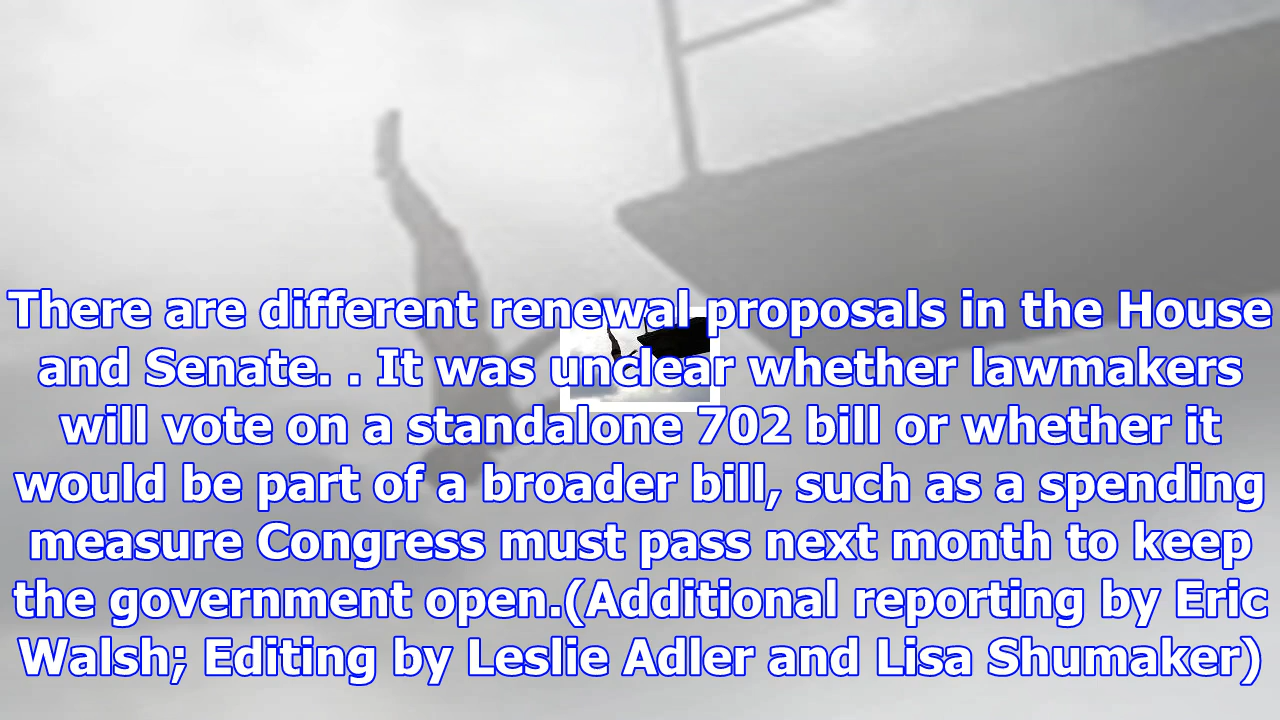 There are different renewal proposals in the House
and Senate. . It was unclear whether lawmakers
will vote on a standalone 702 bill or whether it
would be part of a broader bill, such as a spending
measure Congress must pass next month to keep
the government open.(Additional reporting by Eric
Walsh; Editing by Leslie Adler and Lisa Shumaker)